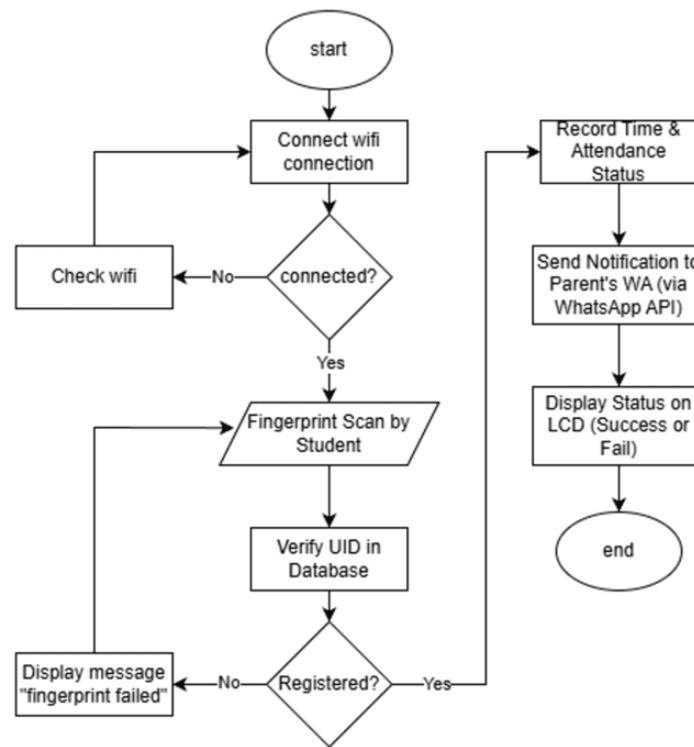 start
Connect wifi
connection
Check wifi
No
connected?
Yes
Fingerprint Scan by
Student
Verify UID in
Database
Display message
"fingerprint failed"
No
Registered?
Yes
Record Time &
Attendance
Status
Send Notification to
Parent's WA (via
WhatsApp API)
Display Status on
LCD (Success or
Fail)
end